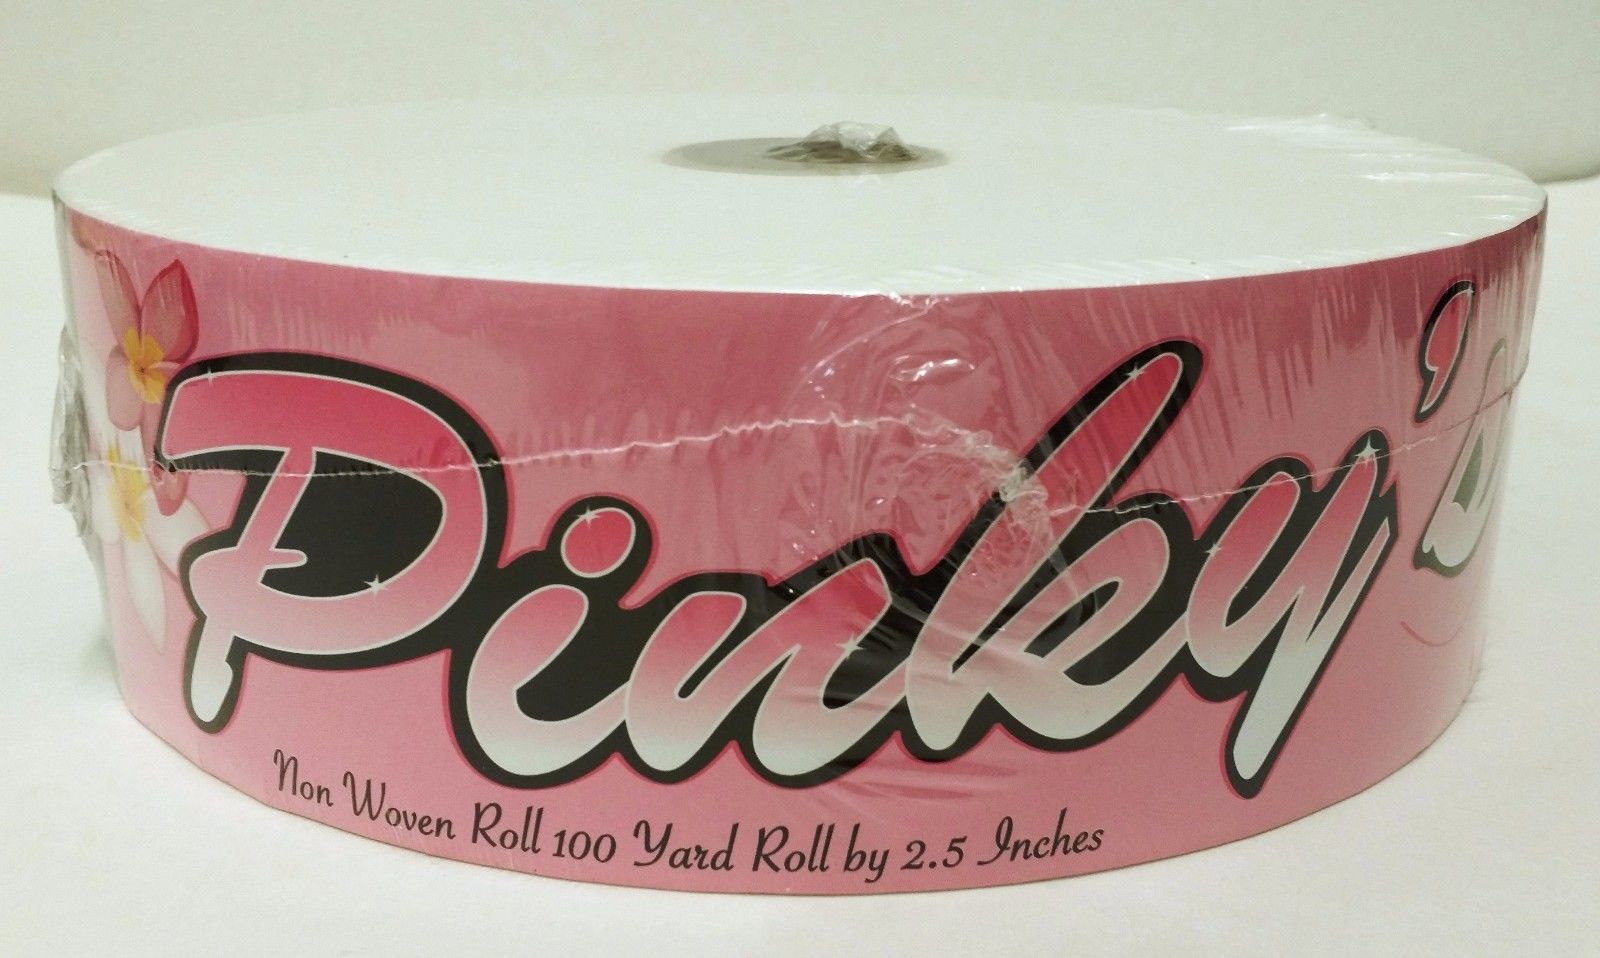 Pinky's
Non Woven Roll 100 Yard Roll by 2.5 Inches